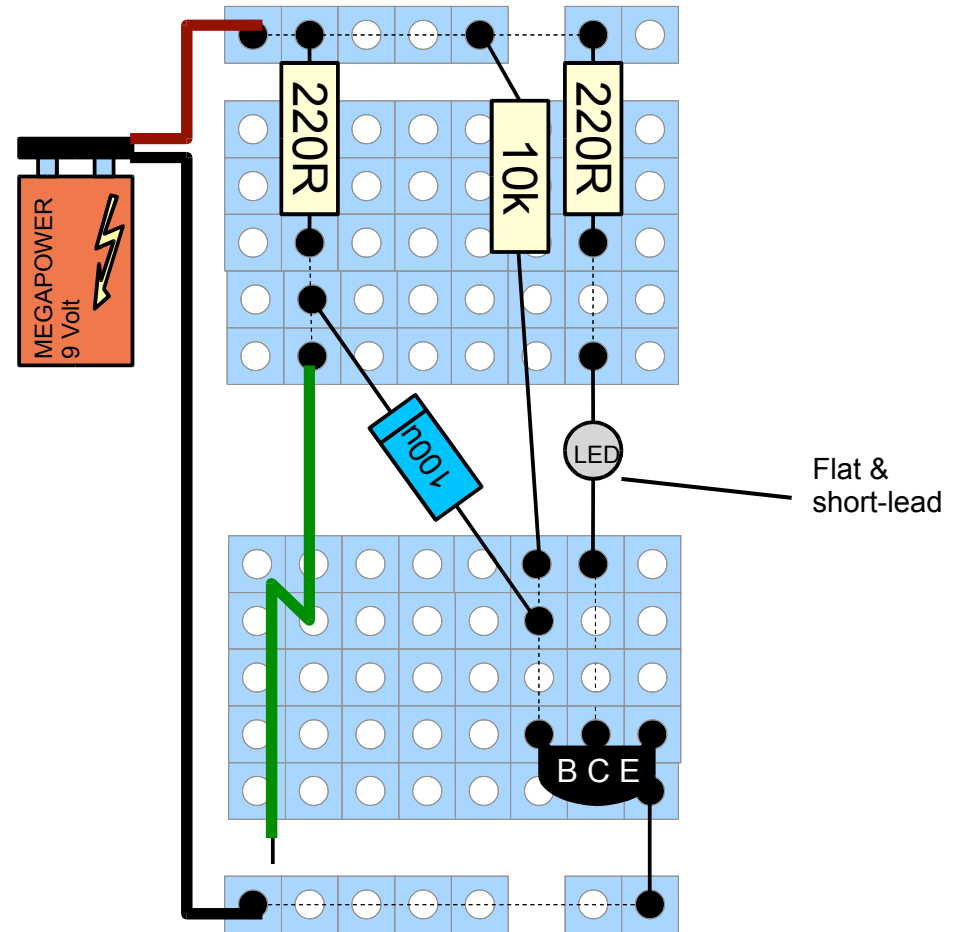 220R
10k
220R
MEGAPOWER
9 Volt
100u
LED
Flat &
short-lead
B C E